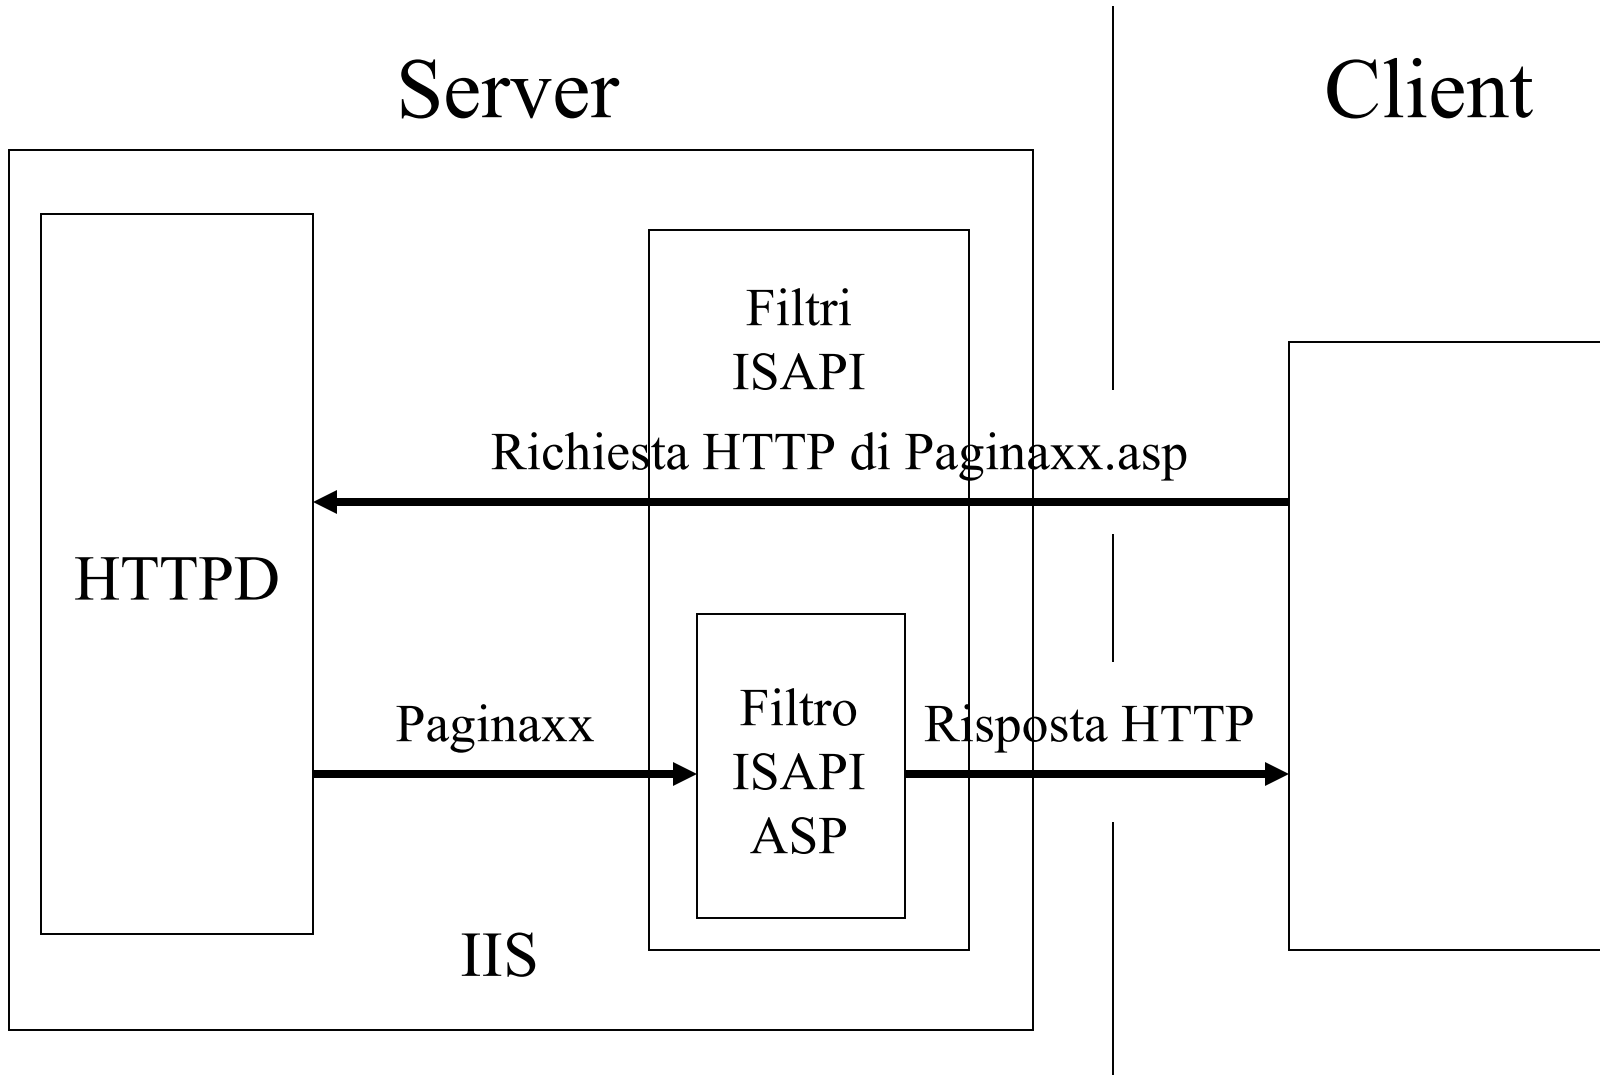 Server
Client
Filtri
ISAPI
Richiesta HTTP di Paginaxx.asp
HTTPD
Paginaxx
Filtro
ISAPI
ASP
Risposta HTTP
IIS